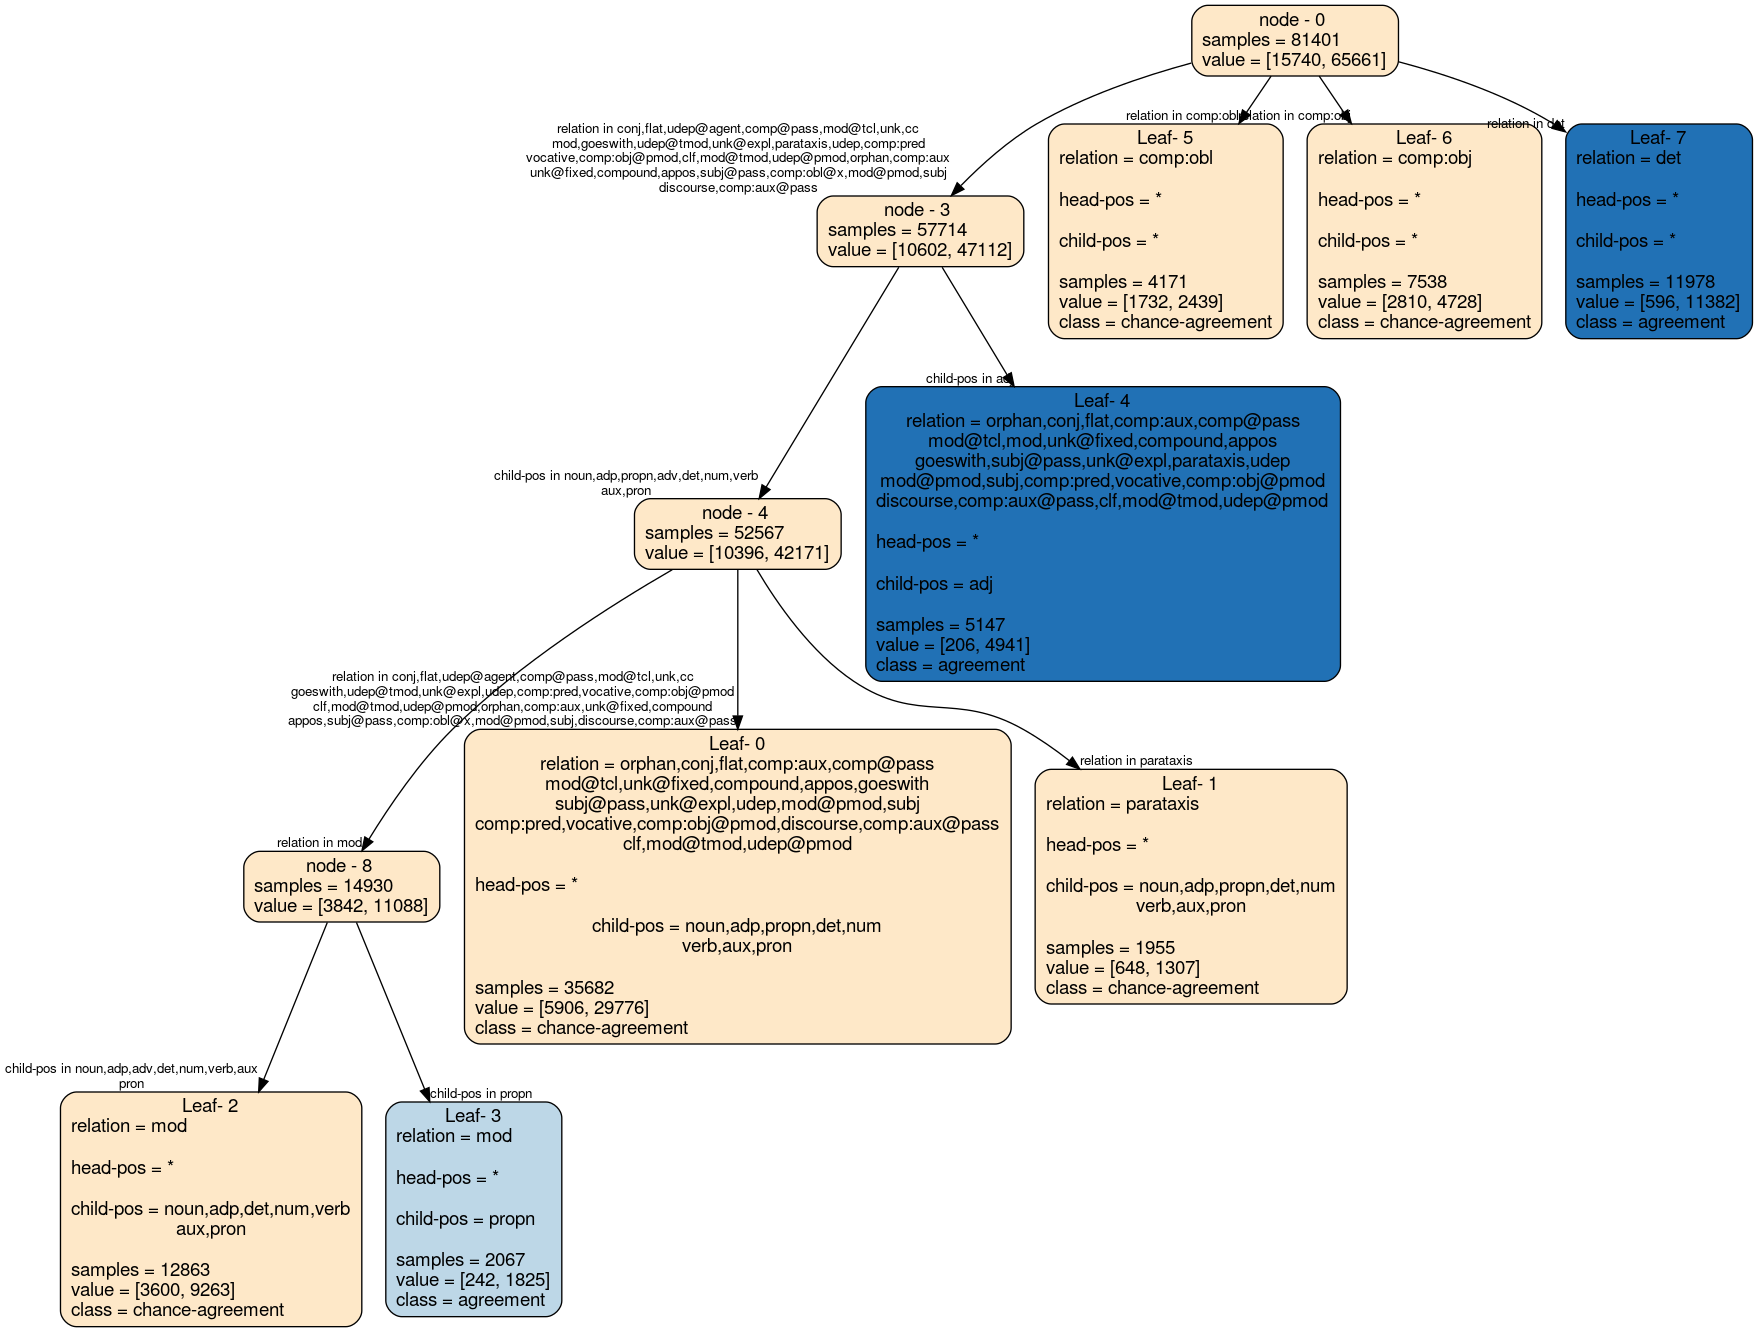 node - 0
samples = 81401
value = [15740, 65661]
relation in conj,flat,udep@agent,comp@pass,mod@tcl,unk,cc
mod,goeswith,udep@tmod,unk@expl,parataxis,udep,comp:pred
vocative,comp:obj@pmod,clf,mod@tmod,udep@pmod,orphan,comp:aux
unk@fixed,compound,appos,subj@pass,comp:obl@x,mod@pmod,subj
discourse,comp:aux@pass
relation in comp:obl
relation in comp:obj
relation in det
node - 3
samples = 57714
value = [10602, 47112]
Leaf- 5
relation = comp:obl
head-pos = *
child-pos = *
samples = 4171
value = [1732, 2439]
class = chance-agreement
Leaf- 6
relation = comp:obj
head-pos = *
child-pos = *
samples = 7538
value = [2810, 4728]
class = chance-agreement
Leaf- 7
relation = det
head-pos = *
child-pos = *
samples = 11978
value = [596, 11382]
class = agreement
child-pos in noun,adp,propn,adv,det,num,verb
aux,pron
child-pos in adj
node - 4
samples = 52567
value = [10396, 42171]
Leaf- 4
relation = orphan,conj,flat,comp:aux,comp@pass
mod@tcl,mod,unk@fixed,compound,appos
goeswith,subj@pass,unk@expl,parataxis,udep
mod@pmod,subj,comp:pred,vocative,comp:obj@pmod
discourse,comp:aux@pass,clf,mod@tmod,udep@pmod
head-pos = *
child-pos = adj
samples = 5147
value = [206, 4941]
class = agreement
relation in mod
relation in conj,flat,udep@agent,comp@pass,mod@tcl,unk,cc
goeswith,udep@tmod,unk@expl,udep,comp:pred,vocative,comp:obj@pmod
clf,mod@tmod,udep@pmod,orphan,comp:aux,unk@fixed,compound
appos,subj@pass,comp:obl@x,mod@pmod,subj,discourse,comp:aux@pass
relation in parataxis
node - 8
samples = 14930
value = [3842, 11088]
Leaf- 0
relation = orphan,conj,flat,comp:aux,comp@pass
mod@tcl,unk@fixed,compound,appos,goeswith
subj@pass,unk@expl,udep,mod@pmod,subj
comp:pred,vocative,comp:obj@pmod,discourse,comp:aux@pass
clf,mod@tmod,udep@pmod
head-pos = *
child-pos = noun,adp,propn,det,num
verb,aux,pron
samples = 35682
value = [5906, 29776]
class = chance-agreement
Leaf- 1
relation = parataxis
head-pos = *
child-pos = noun,adp,propn,det,num
verb,aux,pron
samples = 1955
value = [648, 1307]
class = chance-agreement
child-pos in noun,adp,adv,det,num,verb,aux
pron
child-pos in propn
Leaf- 2
relation = mod
head-pos = *
child-pos = noun,adp,det,num,verb
aux,pron
samples = 12863
value = [3600, 9263]
class = chance-agreement
Leaf- 3
relation = mod
head-pos = *
child-pos = propn
samples = 2067
value = [242, 1825]
class = agreement